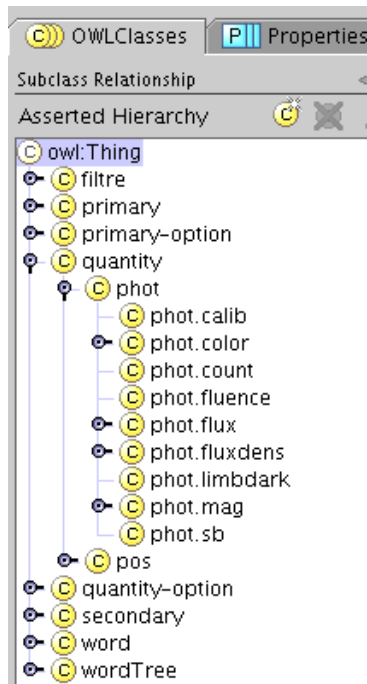 OWLClasses Properties
Subclass Relationship
Asserted Hierarchy
owl:Thing
filtre
primary
primary-option
quantity
phot
phot.calib
phot.color
phot.count
phot.fluence
phot.flux
phot.fluxdens
phot.limbdark
phot.mag
phot.sb
pos
quantity-option
secondary
word
wordTree